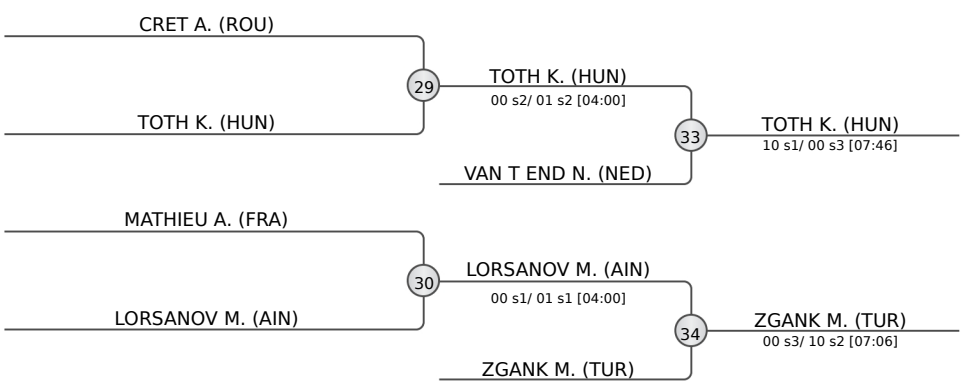 CRET A. (ROU)
29
TOTH K. (HUN)
00 s2/ 01 s2 [04:00]
TOTH K. (HUN)
33
TOTH K. (HUN)
10 s1/ 00 s3 [07:46]
VAN T END N. (NED)
MATHIEU A. (FRA)
30
LORSANOV M. (AIN)
00 s1/ 01 s1 [04:00]
LORSANOV M. (AIN)
34
ZGANK M. (TUR)
00 s3/ 10 s2 [07:06]
ZGANK M. (TUR)